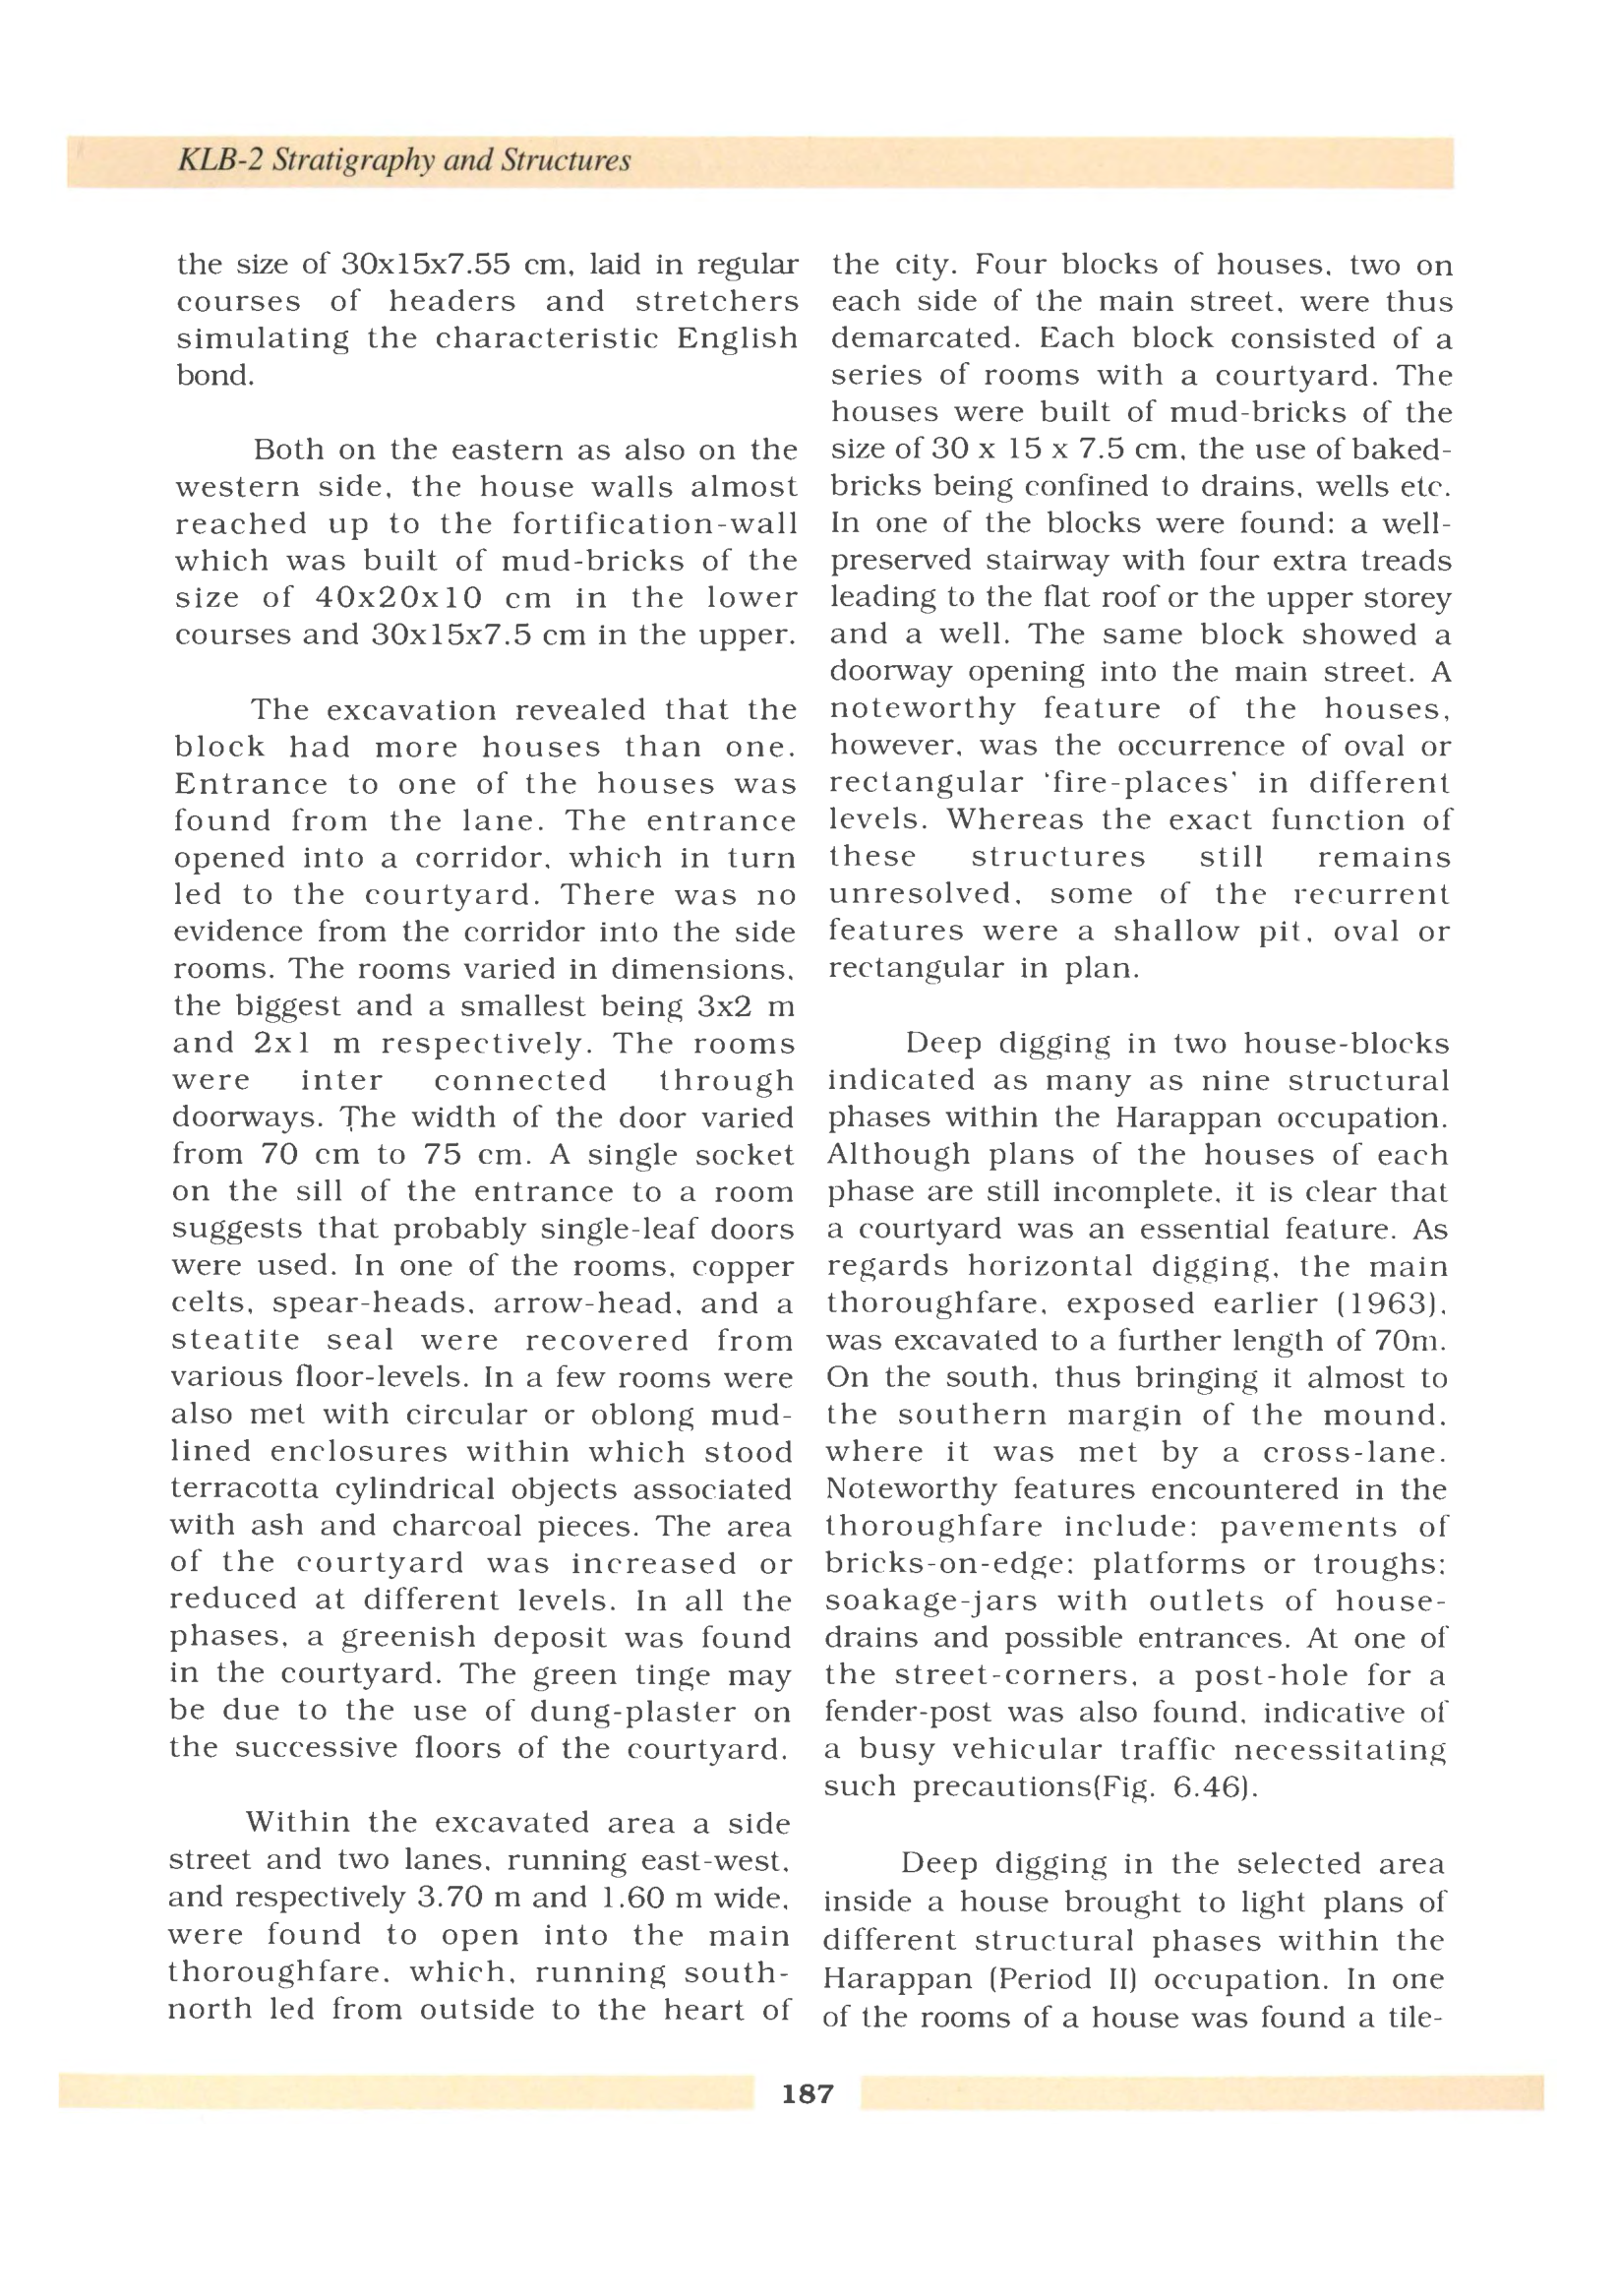 KLB-2 Stratigraphy and Structures
the size of 30x15x7.55 cm, laid in regular
courses of headers and stretchers
simulating the characteristic English
bond.
Both on the eastern as also on the
western side, the house walls almost
reached up to the fortification-wall
which was built of mud-bricks of the
size of 40x20x10 cm in the lower
courses and 30x15x7.5 cm in the upper.
The excavation revealed that the
block had more houses than one.
Entrance to one of the houses was
found from the lane. The entrance
opened into a corridor, which in turn
led to the courtyard. There was no
evidence from the corridor into the side
rooms. The rooms varied in dimensions,
the biggest and a smallest being 3x2 m
and 2x1 m respectively. The rooms
were inter connected through
doorways. The width of the door varied
from 70 cm to 75 cm. A single socket
on the sill of the entrance to a room
suggests that probably single-leaf doors
were used. In one of the rooms, copper
celts, spear-heads, arrow-head, and a
steatite seal were recovered from
various floor-levels. In a few rooms were
also met with circular or oblong mud-
lined enclosures within which stood
terracotta cylindrical objects associated
with ash and charcoal pieces. The area
of the courtyard was increased or
reduced at different levels. In all the
phases, a greenish deposit was found
in the courtyard. The green tinge may
be due to the use of dung-plaster on
the successive floors of the courtyard.
Within the excavated area a side
street and two lanes, running east-west,
and respectively 3.70 m and 1.60 m wide,
were found to open into the main
thoroughfare, which, running south-
north led from outside to the heart of
the city. Four blocks of houses, two on
each side of the main street, were thus
demarcated. Each block consisted of a
series of rooms with a courtyard. The
houses were built of mud-bricks of the
size of 30 x 15 x 7.5 cm, the use of baked-
bricks being confined to drains, wells etc.
In one of the blocks were found: a well-
preserved stairway with four extra treads
leading to the flat roof or the upper storey
and a well. The same block showed a
doorway opening into the main street. A
noteworthy feature of the houses,
however, was the occurrence of oval or
rectangular 'fire-places' in different
levels. Whereas the exact function of
these structures still remains
unresolved, some of the recurrent
features were a shallow pit, oval or
rectangular in plan.
Deep digging in two house-blocks
indicated as many as nine structural
phases within the Harappan occupation.
Although plans of the houses of each
phase are still incomplete, it is clear that
a courtyard was an essential feature. As
regards horizontal digging, the main
thoroughfare, exposed earlier (1963),
was excavated to a further length of 70m.
On the south, thus bringing it almost to
the southern margin of the mound,
where it was met by a cross-lane.
Noteworthy features encountered in the
thoroughfare include: pavements of
bricks-on-edge; platforms or troughs;
soakage-jars with outlets of house-
drains and possible entrances. At one of
the street-corners, a post-hole for a
fender-post was also found, indicative of
a busy vehicular traffic necessitating
such precautions(Fig. 6.46).
Deep digging in the selected area
inside a house brought to light plans of
different structural phases within the
Harappan (Period II) occupation. In one
of the rooms of a house was found a tile-
187